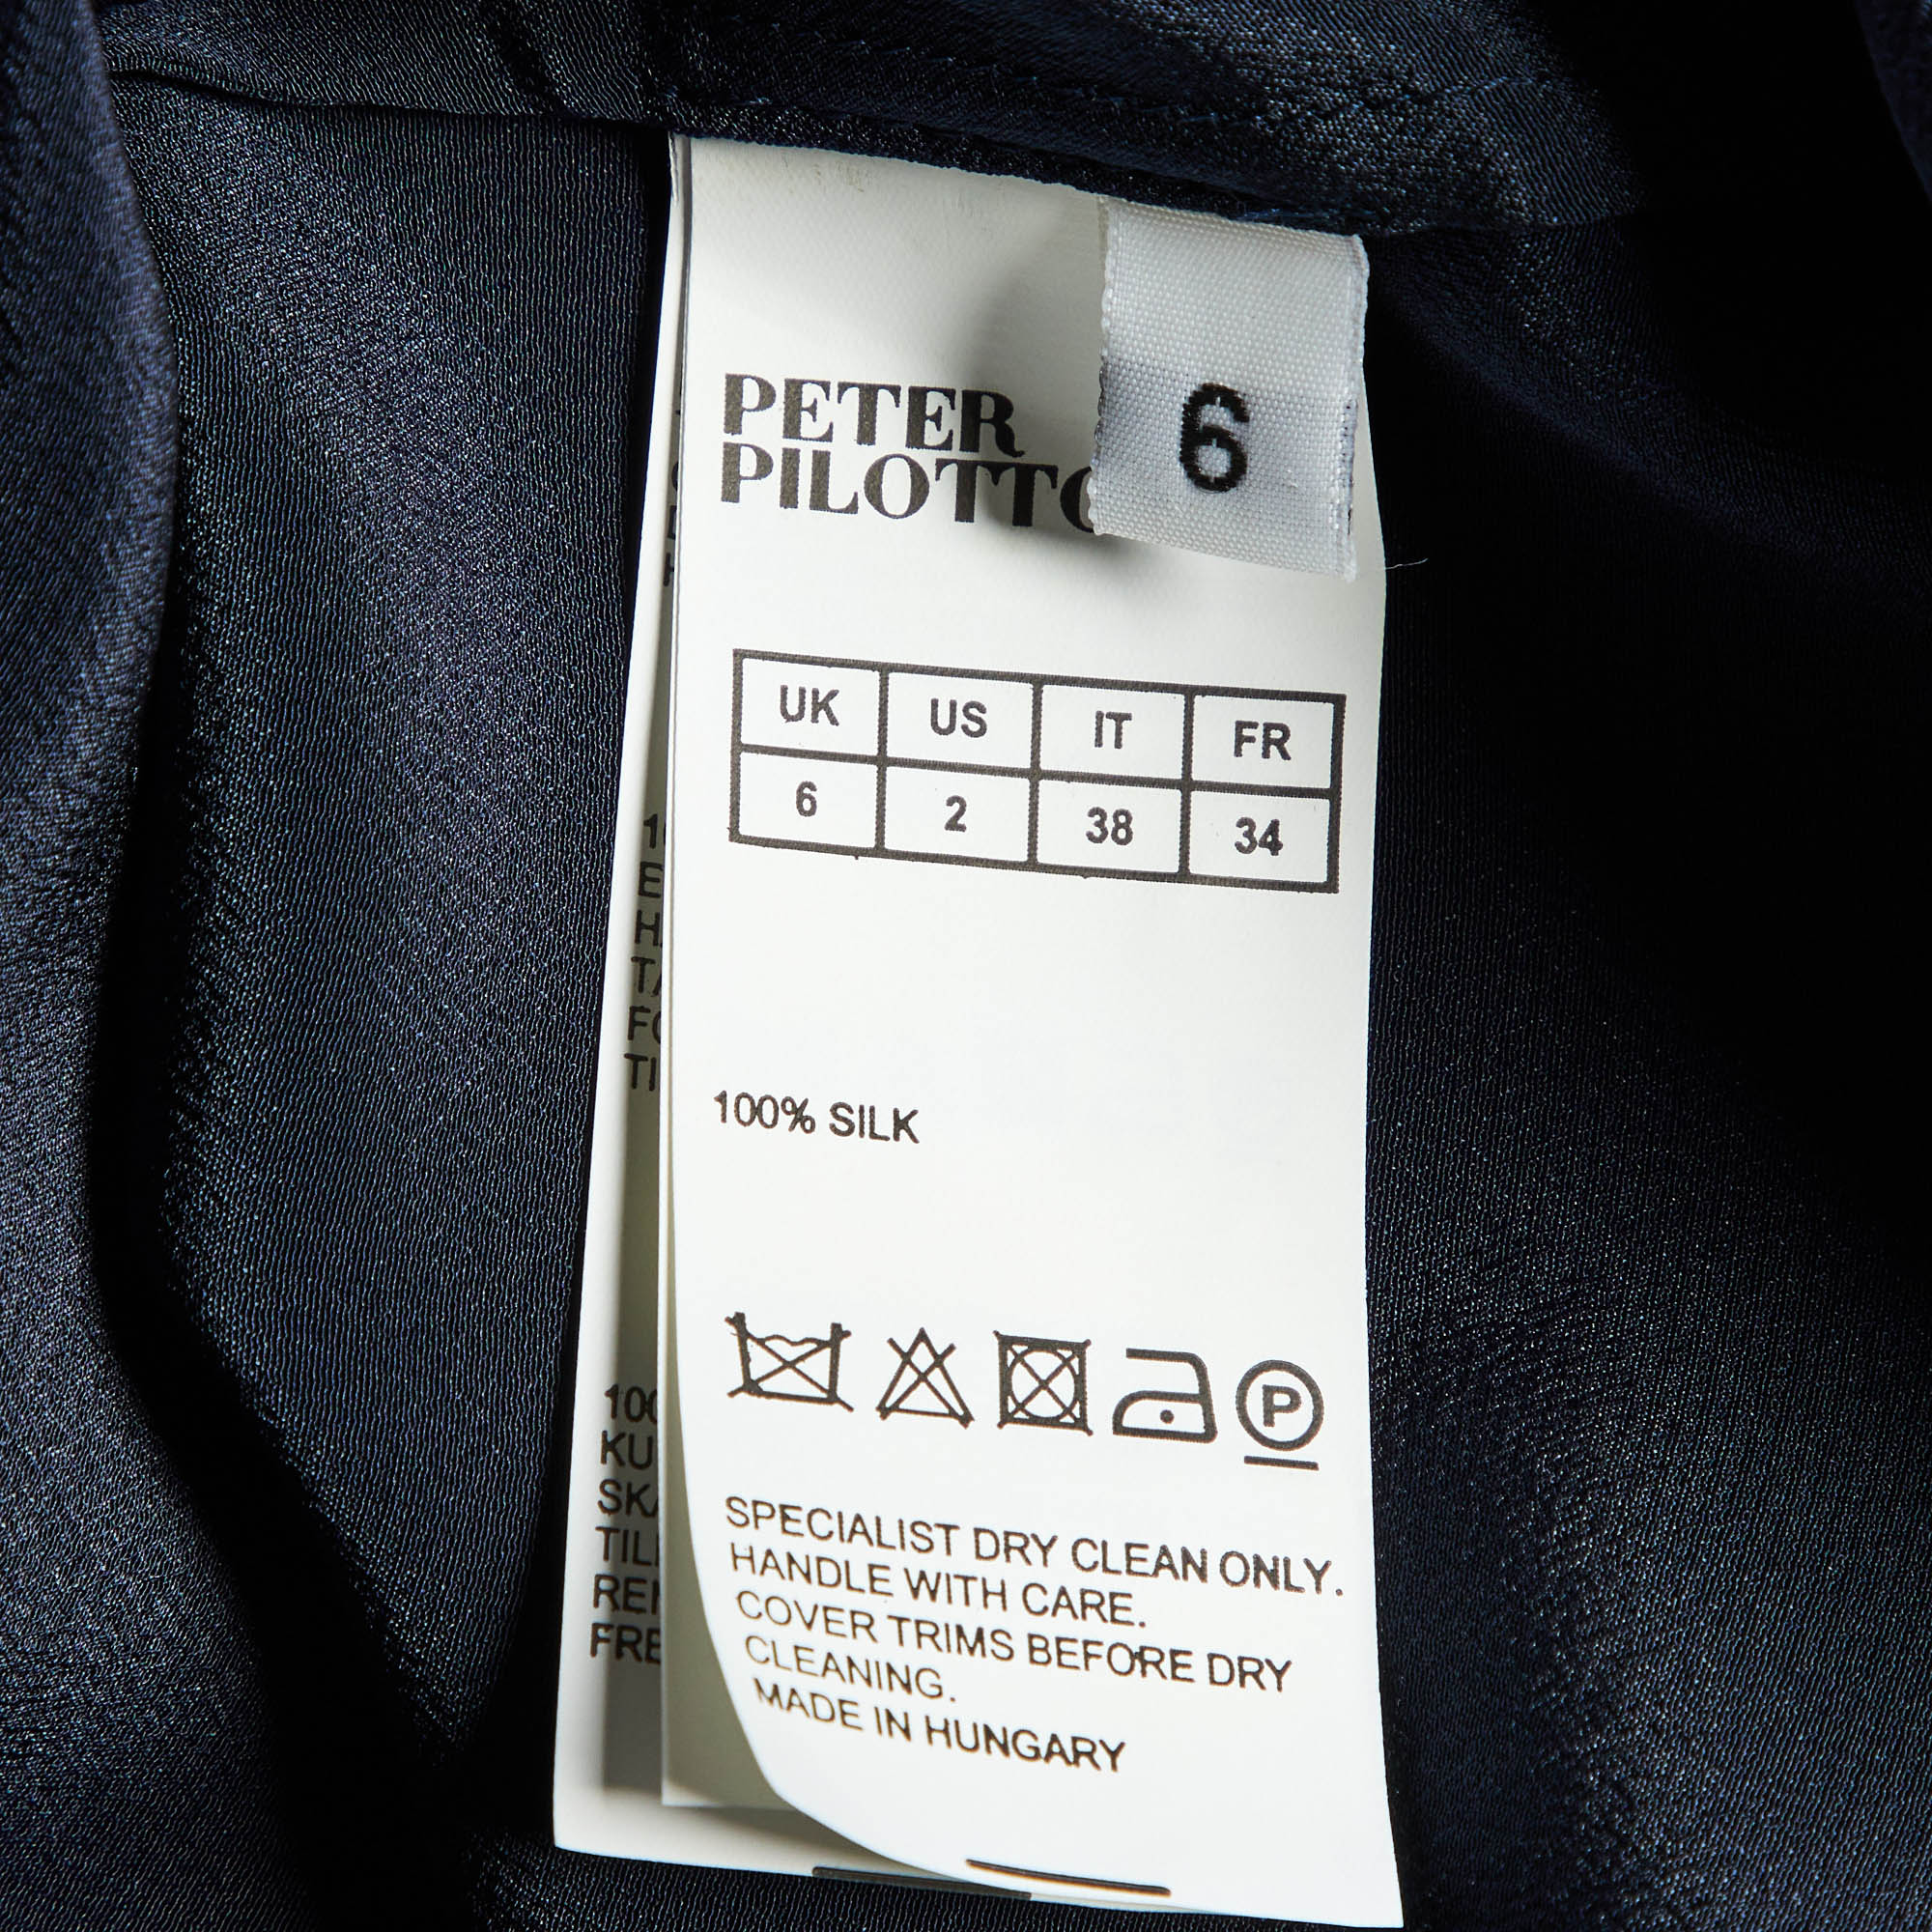 PETER
PILOTTO
6
UK US IT FR
6 2 38 34
100% SILK
P
SPECIALIST DRY CLEAN ONLY.
HANDLE WITH CARE.
COVER TRIMS BEFORE DRY
CLEANING.
MADE IN HUNGARY